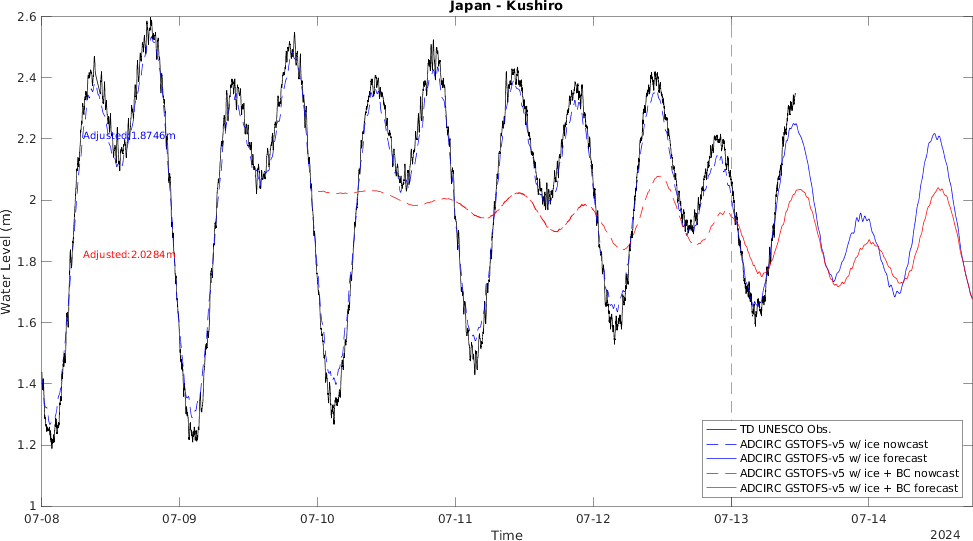 Japan - Kushiro
2.6
2.4
2.2
2
1.8
1.6
1.4
1.2
1
Water Level (m)
Adjusted:1.8746m
Adjusted:2.0284m
TD UNESCO Obs.
ADCIRC GSTOFS-v5 w/ ice nowcast
ADCIRC GSTOFS-v5 w/ ice forecast
ADCIRC GSTOFS-v5 w/ ice + BC nowcast
ADCIRC GSTOFS-v5 w/ ice + BC forecast
07-08 07-09 07-10 07-11 07-12 07-13 07-14
Time
2024